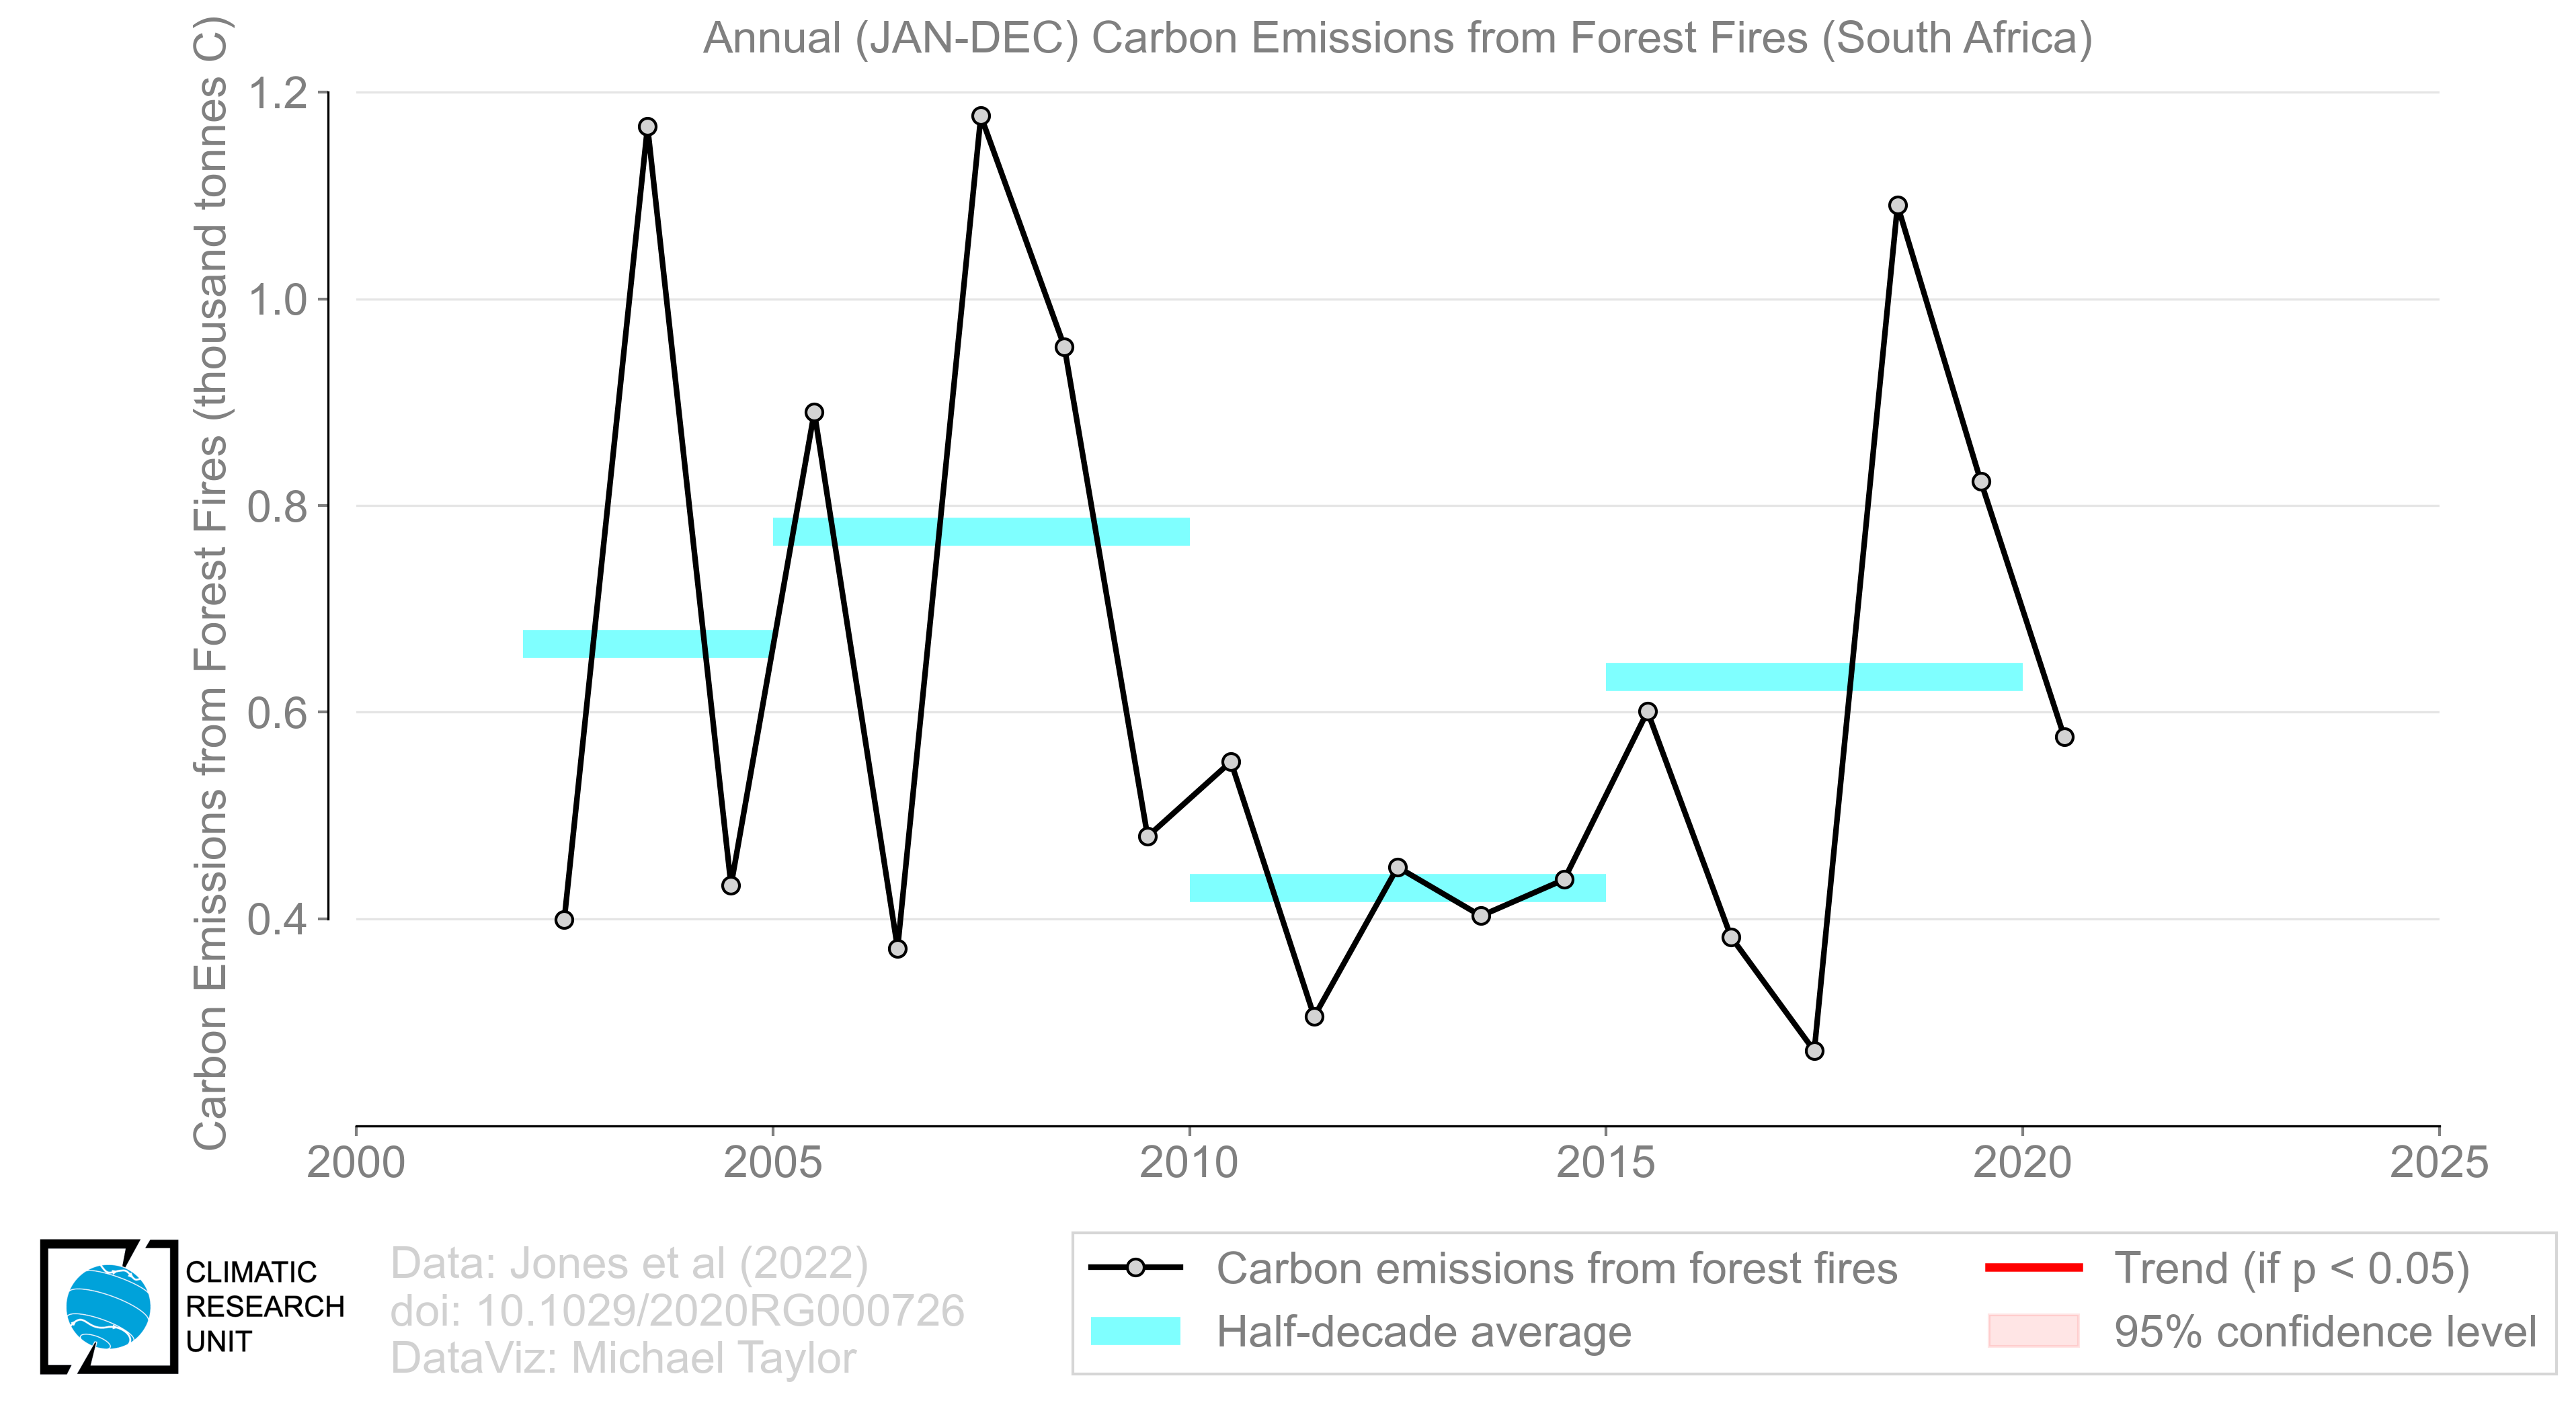 Annual (JAN-DEC) Carbon Emissions from Forest Fires (South Africa)
Carbon Emissions from Forest Fires (thousand tonnes C)
1.2
1.0
0.8
0.6
0.4
2000
2005
2010
2015
2020
2025
CLIMATIC
RESEARCH
UNIT
Data: Jones et al (2022)
doi: 10.1029/2020RG000726
DataViz: Michael Taylor
Carbon emissions from forest fires
Half-decade average
Trend (if p < 0.05)
95% confidence level